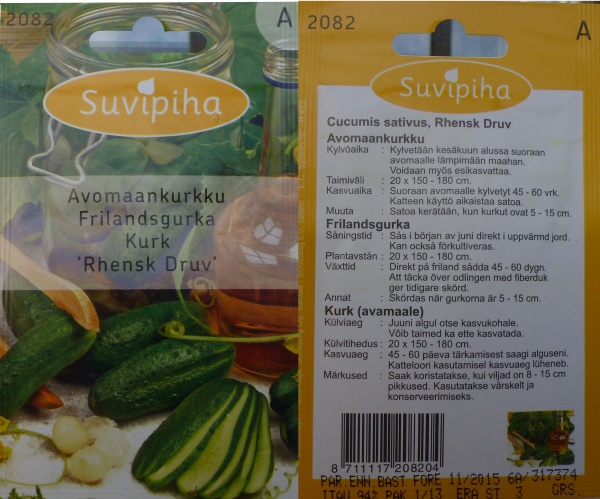 2082
A
Suvipiha
Avomaankurkku
Frilandsgurka
Kurk
'Rhensk Druv'
2082
A
Suvipiha
Cucumis sativus, Rhensk Druv
Avomaankurkku
Kylvöaika : Kylvetään kesäkuun alussa suoraan
avomaalle lämpimään maahan.
Voidaan myös esikasvattaa.
Taimiväli : 20 x 150 - 180 cm.
Kasvuaika : Suoraan avomaalle kylvetyt 45 - 60 vrk.
Katteen käyttö aikaistaa satoa.
Muuta : Satoa kerätään, kun kurkut ovat 5 - 15 cm.
Frilandsgurka
Såningstid : Sås i början av juni direkt i uppvärmd jord.
Kan också förkultiveras.
Plantavstån : 20 x 150 - 180 cm.
Växttid : Direkt på friland sådda 45 - 60 dygn.
Att täcka över odlingen med fiberduk
ger tidigare skörd.
Annat : Skördas när gurkorna är 5 - 15 cm.
Kurk (avamaale)
Külviaeg : Juuni algul otse kasvukohale.
Võib taimed ka ette kasvatada.
Külvitihedus : 20 x 150 - 180 cm.
Kasvuaeg : 45 - 60 päeva tärkamisest saagi alguseni.
Katteloori kasutamisel kasvuaeg lüheneb.
Märkused : Saak koristatakse, kui viljad on 8 - 15 cm
pikkused. Kasutatakse värskelt ja
konserveerimiseks.
8 711117 208204
PAR.ENN.BAST FÖRE 11/2015 6A/317374
ITÄV 94% PAK 1/13 ERÄ ST 3 GRS.